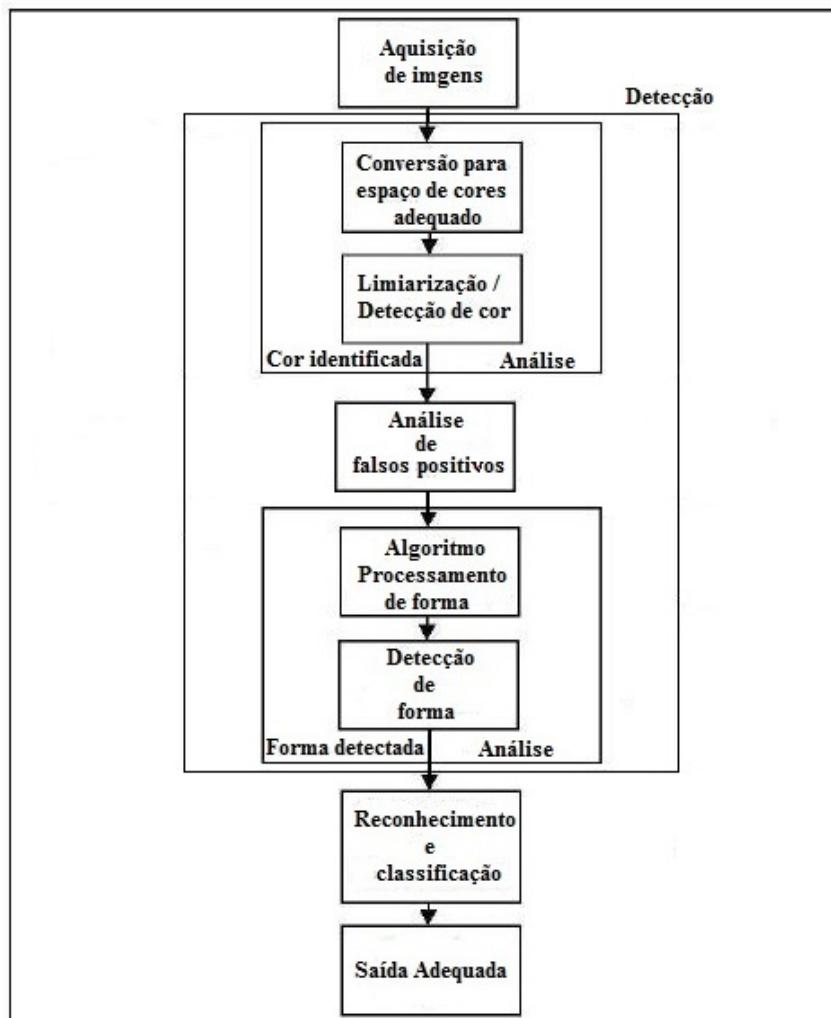 Aquisição
de imgens
Detecção
Conversão para
espaço de cores
adequado
Limiarização /
Detecção de cor
Cor identificada
Análise
Análise
de
falsos positivos
Algoritmo
Processamento
de forma
Detecção
de
forma
Forma detectada
Análise
Reconhecimento
e
classificação
Saída Adequada